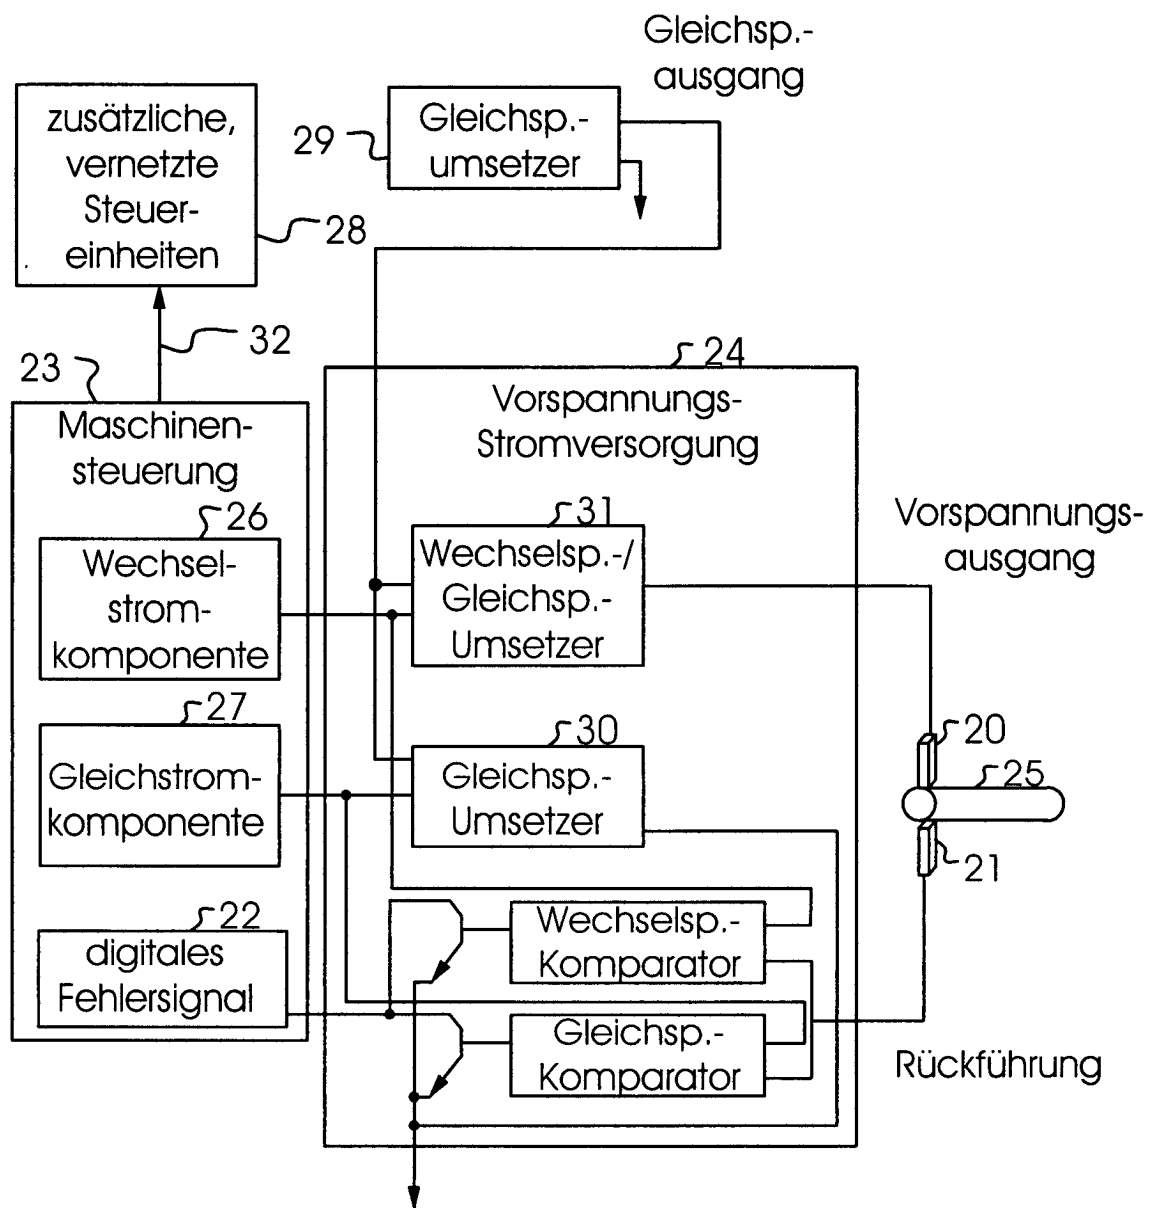 Gleichsp.-
ausgang
zusätzliche,
vernetzte
Steuer-
einheiten
28
29
Gleichsp.-
umsetzer
32
23
Maschinen-
steuerung
24
Vorspannungs-
Stromversorgung
26
Wechsel-
strom-
komponente
31
Wechselsp.-/
Gleichsp.-
Umsetzer
Vorspannungs-
ausgang
27
Gleichstrom-
komponente
30
Gleichsp.-
Umsetzer
20
25
21
22
digitales
Fehlersignal
Wechselsp.-
Komparator
Gleichsp.-
Komparator
Rückführung